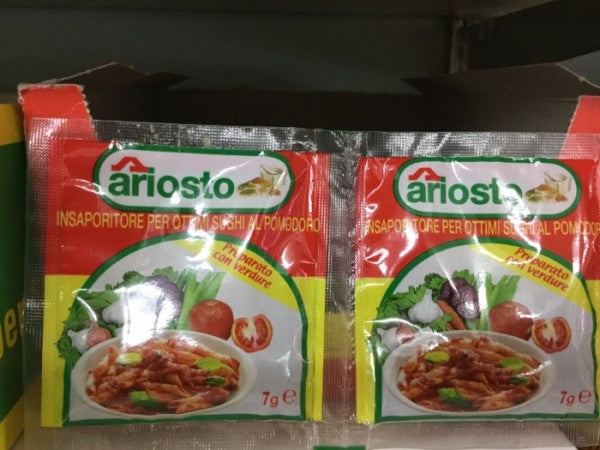 ariosto
INSAPORITORE PER OTTIMI SUGHI AL POMODORO
Preparato
con verdure
7g e
ariosto
INSAPORITORE PER OTTIMI SUGHI AL POMODORO
Preparato
con verdure
7g e